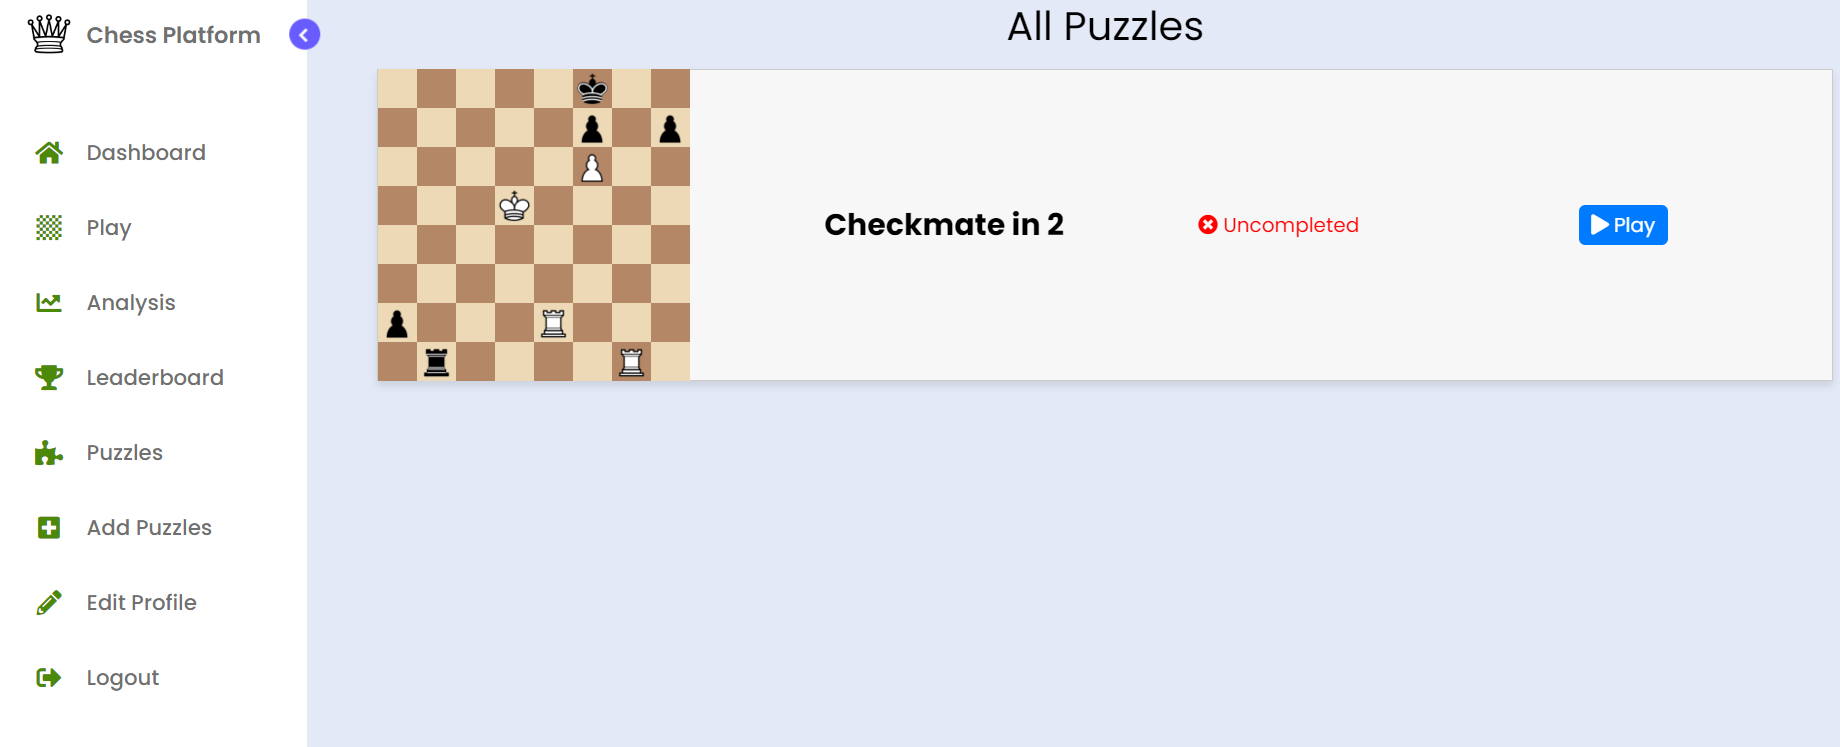 Chess Platform
Dashboard
Play
Analysis
Leaderboard
Puzzles
Add Puzzles
Edit Profile
Logout
All Puzzles
Checkmate in 2
Uncompleted
Play